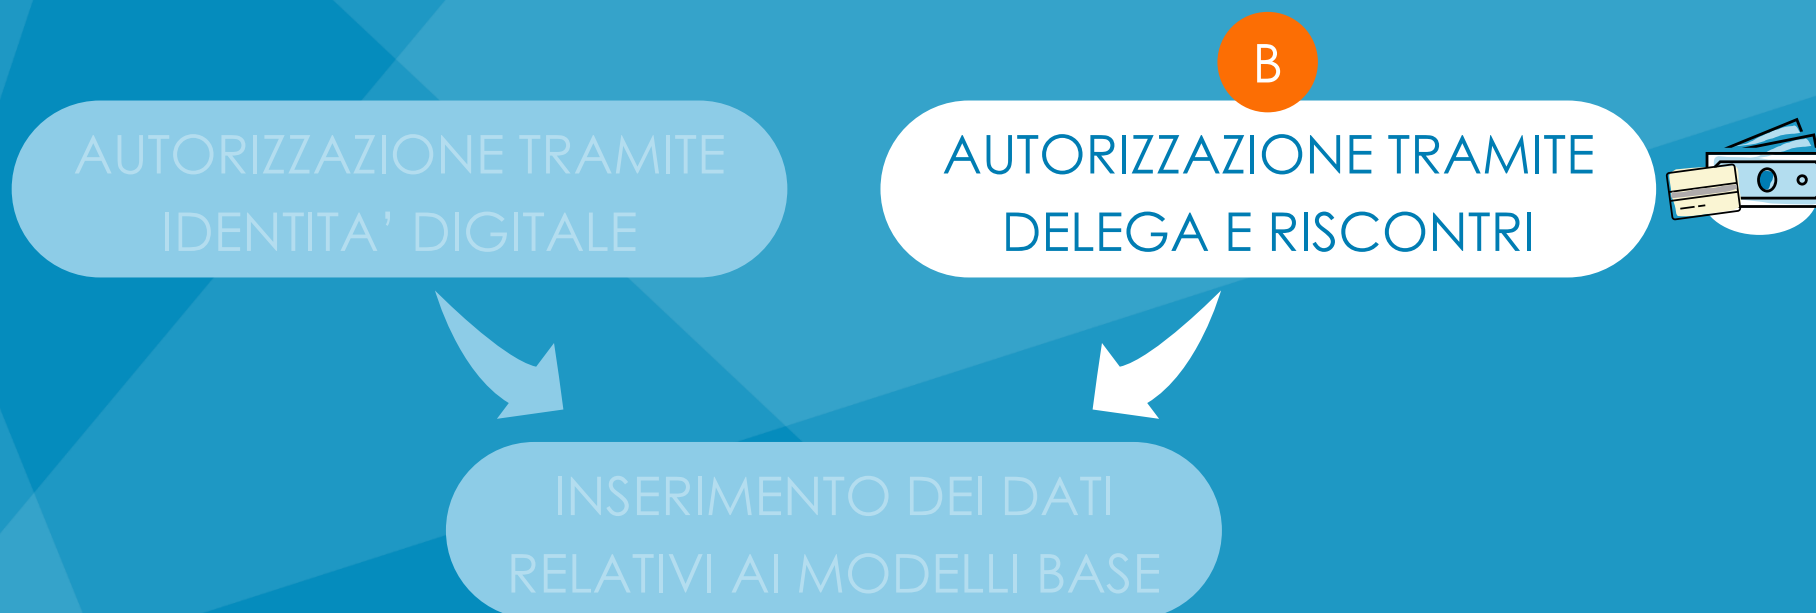 B
AUTORIZZAZIONE TRAMITE
IDENTITA’ DIGITALE
AUTORIZZAZIONE TRAMITE
DELEGA E RISCONTRI
INSERIMENTO DEI DATI
RELATIVI AI MODELLI BASE